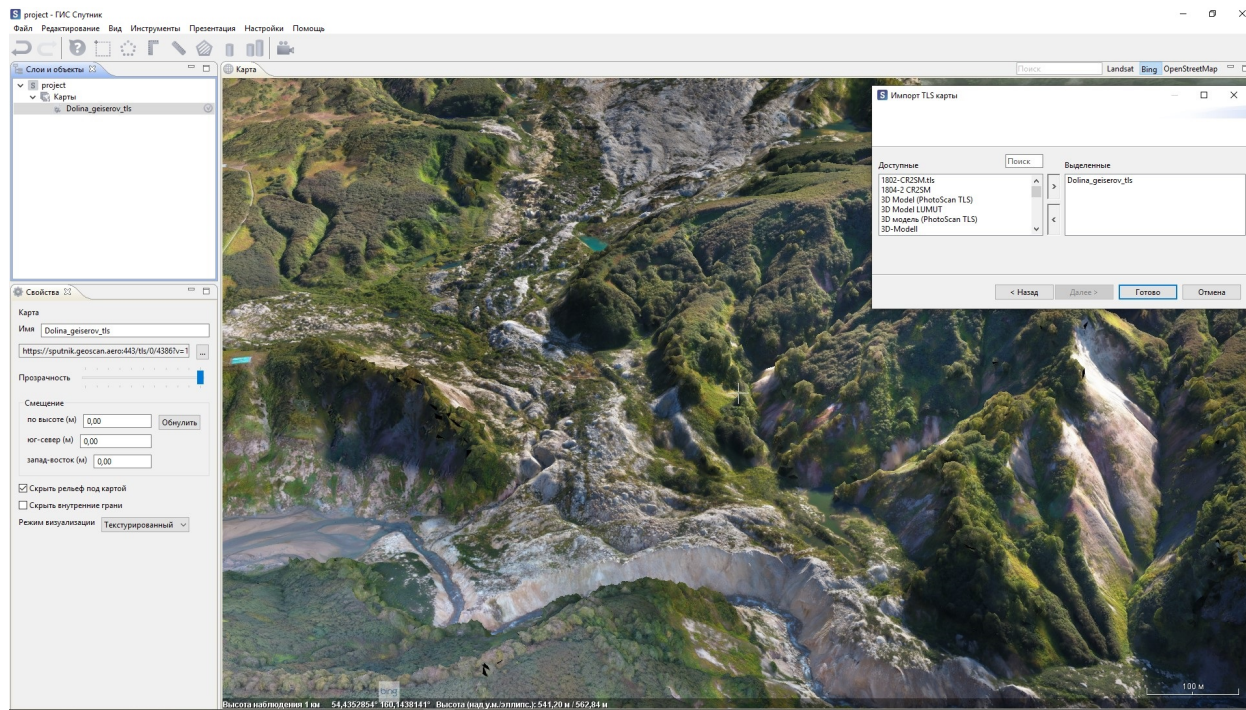 S project - ГИС Спутник
Файл Редактирование Вид Инструменты Презентация Настройки Помощь
Слои и объекты
S project
Карты
Dolina_geiserov_tls
Карта
Поиск
Landsat Bing OpenStreetMap
S Импорт TLS карты
Доступные
Поиск
Выделенные
1802-CR2SM.tls
1804-2 CR2SM
3D Model (PhotoScan TLS)
3D Model LUMUT
3D модель (PhotoScan TLS)
3D-Modell
>
<
Dolina_geiserov_tls
< Назад Далее > Готово Отмена
Свойства
Карта
Имя Dolina_geiserov_tls
https://sputnik.geoscan.aero:443/tls/0/4386?v=1 ...
Прозрачность
Смещение
по высоте (м) 0,00 Обнулить
юг-север (м) 0,00
запад-восток (м) 0,00
Скрыть рельеф под картой
Скрыть внутренние грани
Режим визуализации Текстурированный
bing
100 м
Высота наблюдения 1 км 54,4352854° 160,1438141° Высота (над у.м./эллипс.): 541,20 м / 562,84 м